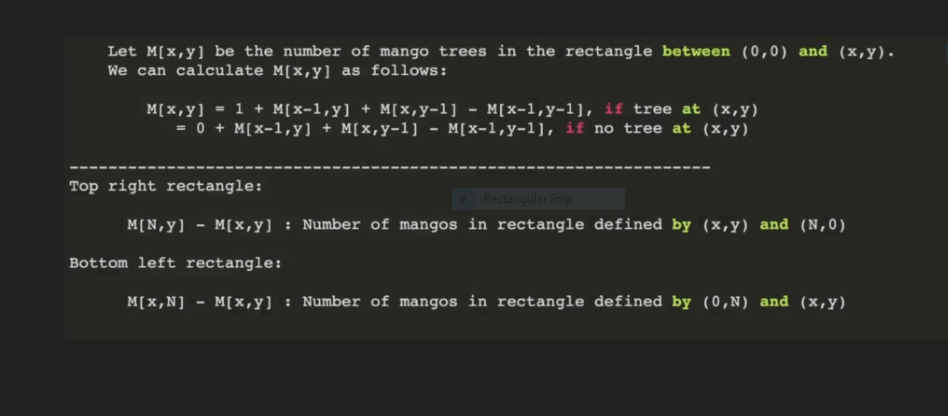 Let M[x,y] be the number of mango trees in the rectangle between (0,0) and (x,y).
We can calculate M[x,y] as follows:
M[x,y] = 1 + M[x-1,y] + M[x,y-1] - M[x-1,y-1], if tree at (x,y)
= 0 + M[x-1,y] + M[x,y-1] - M[x-1,y-1], if no tree at (x,y)
------------------------------------------------------------------
Top right rectangle:
Rectangular Snip
M[N,y] - M[x,y] : Number of mangos in rectangle defined by (x,y) and (N,0)
Bottom left rectangle:
M[x,N] - M[x,y] : Number of mangos in rectangle defined by (0,N) and (x,y)